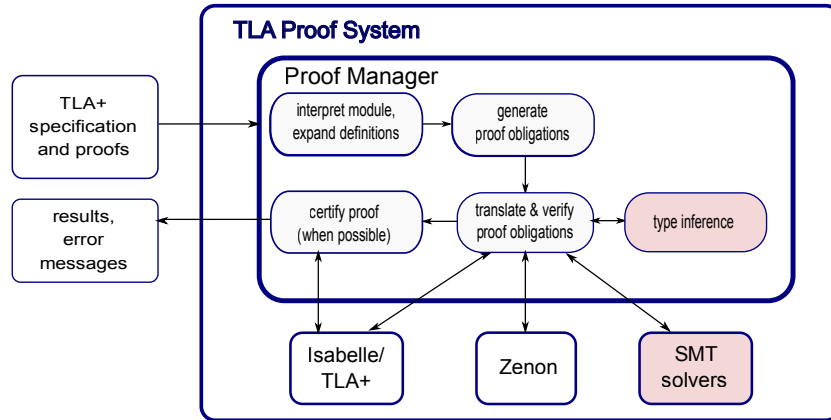 TLA Proof System
Proof Manager
TLA+
specification
and proofs
interpret module,
expand definitions
generate
proof obligations
results,
error
messages
certify proof
(when possible)
translate & verify
proof obligations
type inference
Isabelle/
TLA+
Zenon
SMT
solvers